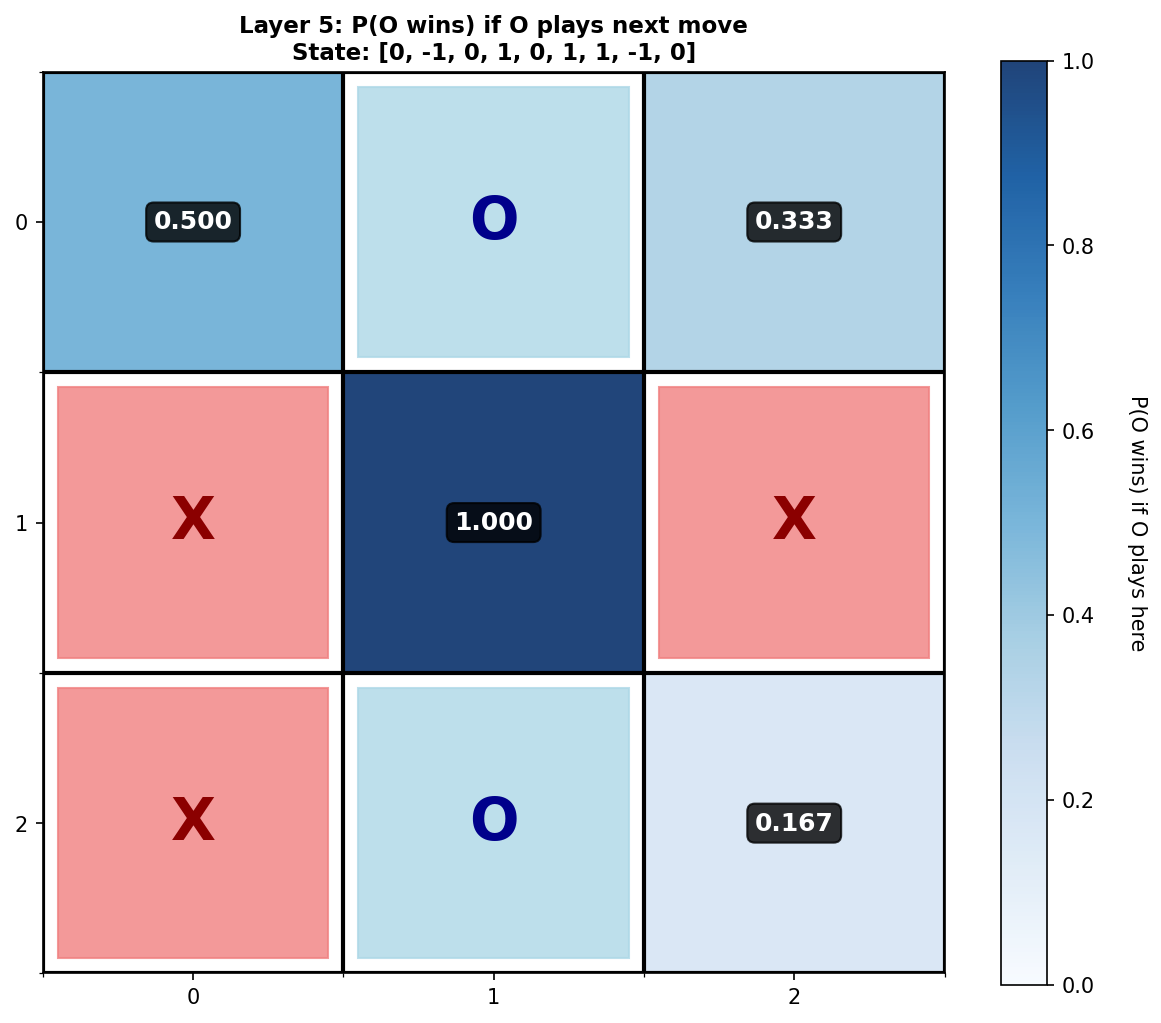 Layer 5: P(O wins) if O plays next move
State: [0, -1, 0, 1, 0, 1, 1, -1, 0]
0.500
O
0.333
X
1.000
X
X
O
0.167
0
1
2
0
1
2
1.0
0.8
0.6
0.4
0.2
0.0
P(O wins) if O plays here